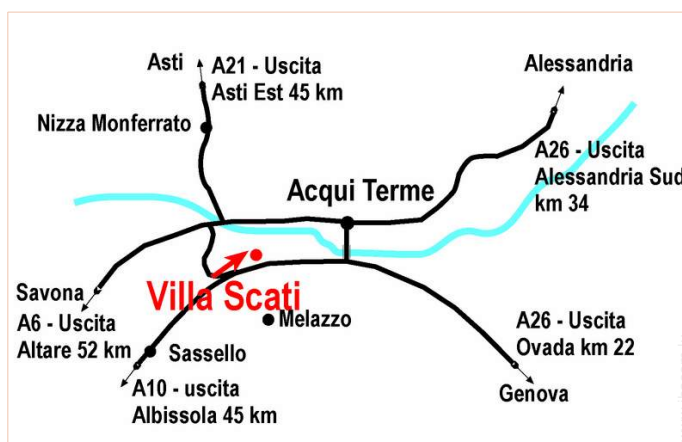 Asti
A21 - Uscita
Asti Est 45 km
Nizza Monferrato
Alessandria
A26 - Uscita
Alessandria Sud
km 34
Acqui Terme
Villa Scati
Savona
A6 - Uscita
Altare 52 km
Melazzo
Sassello
A10 - uscita
Albissola 45 km
A26 - Uscita
Ovada km 22
Genova